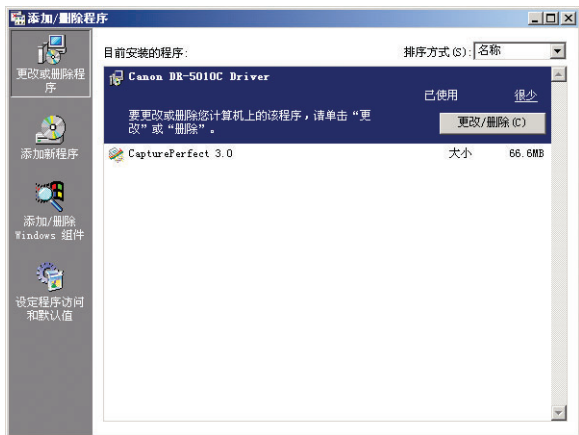 添加/删除程序
更改或删除程
序
添加新程序
添加/删除
Windows 组件
设定程序访问
和默认值
目前安装的程序:
排序方式(S): 名称
Canon DR-5010C Driver
已使用 很少
要更改或删除您计算机上的该程序，请单击“更
改”或“删除”。
更改/删除(C)
CapturePerfect 3.0 大小 66.6MB